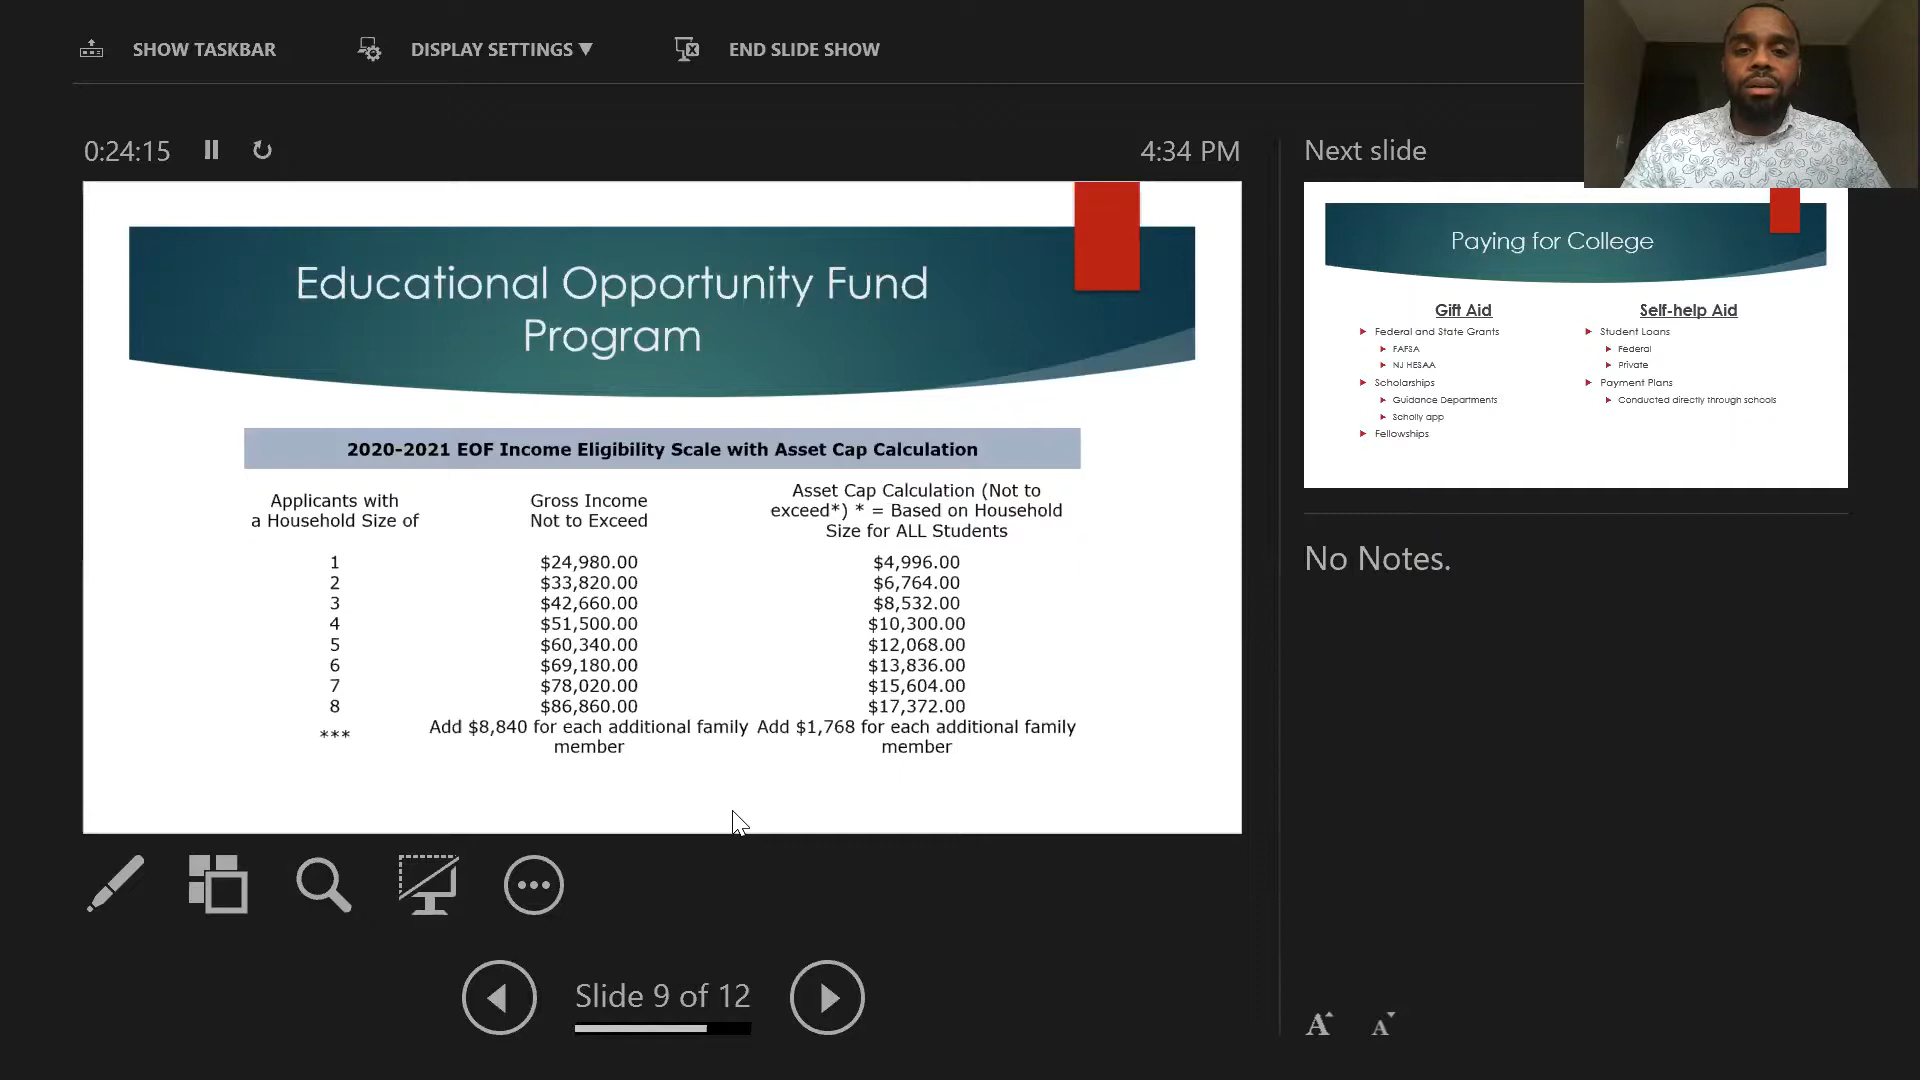 SHOW TASKBAR
DISPLAY SETTINGS ▼
END SLIDE SHOW
0:24:15
4:34 PM
Next slide
Educational Opportunity Fund
Program
2020-2021 EOF Income Eligibility Scale with Asset Cap Calculation
Applicants with
a Household Size of
Gross Income
Not to Exceed
Asset Cap Calculation (Not to
exceed*) * = Based on Household
Size for ALL Students
1 $24,980.00 $4,996.00
2 $33,820.00 $6,764.00
3 $42,660.00 $8,532.00
4 $51,500.00 $10,300.00
5 $60,340.00 $12,068.00
6 $69,180.00 $13,836.00
7 $78,020.00 $15,604.00
8 $86,860.00 $17,372.00
***
Add $8,840 for each additional family
member
Add $1,768 for each additional family
member
Paying for College
Gift Aid
Federal and State Grants
FAFSA
NJ HESAA
Scholarships
Guidance Departments
Scholly app
Fellowships
Self-help Aid
Student Loans
Federal
Private
Payment Plans
Conducted directly through schools
No Notes.
Slide 9 of 12
A A